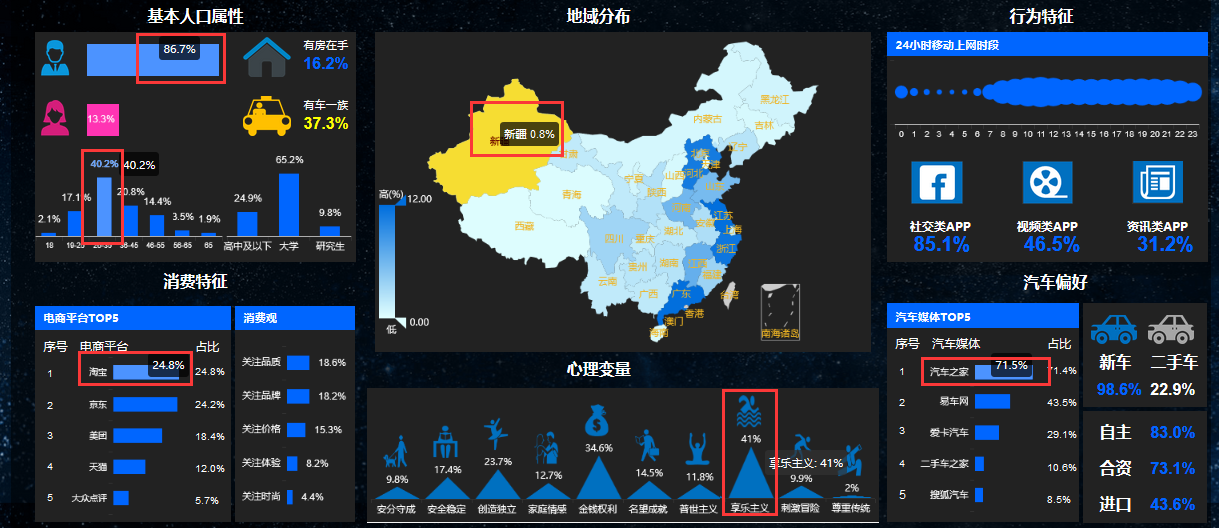 基本人口属性
86.7%
有房在手
16.2%
13.3%
有车一族
37.3%
2.1%
17.1%
40.2%
40.2%
20.8%
14.4%
3.5%
1.9%
18
19-25
36-45
46-55
56-65
65
24.9%
65.2%
9.8%
高中及以下
大学
研究生
地域分布
新疆 0.8%
黑龙江
吉林
内蒙古
辽宁
北京
天津
河北
山西
宁夏
甘肃
青海
陕西
西藏
四川
重庆
湖北
安徽
江苏
上海
浙江
湖南
江西
福建
贵州
云南
广西
广东
香港
澳门
海南
台湾
南海诸岛
高(%)
12.00
0.00
低
行为特征
24小时移动上网时段
0 1 2 3 4 5 6 7 8 9 10 11 12 13 14 15 16 17 18 19 20 21 22 23
社交类APP
85.1%
视频类APP
46.5%
资讯类APP
31.2%
消费特征
电商平台TOP5
序号 电商平台 占比
1 淘宝 24.8% 24.8%
2 京东 24.2%
3 美团 18.4%
4 天猫 12.0%
5 大众点评 5.7%
消费观
关注品质 18.6%
关注品牌 18.2%
关注价格 15.3%
关注体验 8.2%
关注时尚 4.4%
心理变量
9.8%
17.4%
23.7%
12.7%
34.6%
14.5%
11.8%
41%
享乐主义: 41%
9.9%
2%
安分守成
安全稳定
创造独立
家庭情感
金钱权利
名望成就
普世主义
享乐主义
刺激冒险
尊重传统
汽车偏好
汽车媒体TOP5
序号 汽车媒体 占比
1 汽车之家 71.5% 71.4%
2 易车网 43.5%
3 爱卡汽车 29.1%
4 二手车之家 10.6%
5 搜狐汽车 8.5%
新车
98.6%
二手车
22.9%
自主 83.0%
合资 73.1%
进口 43.6%